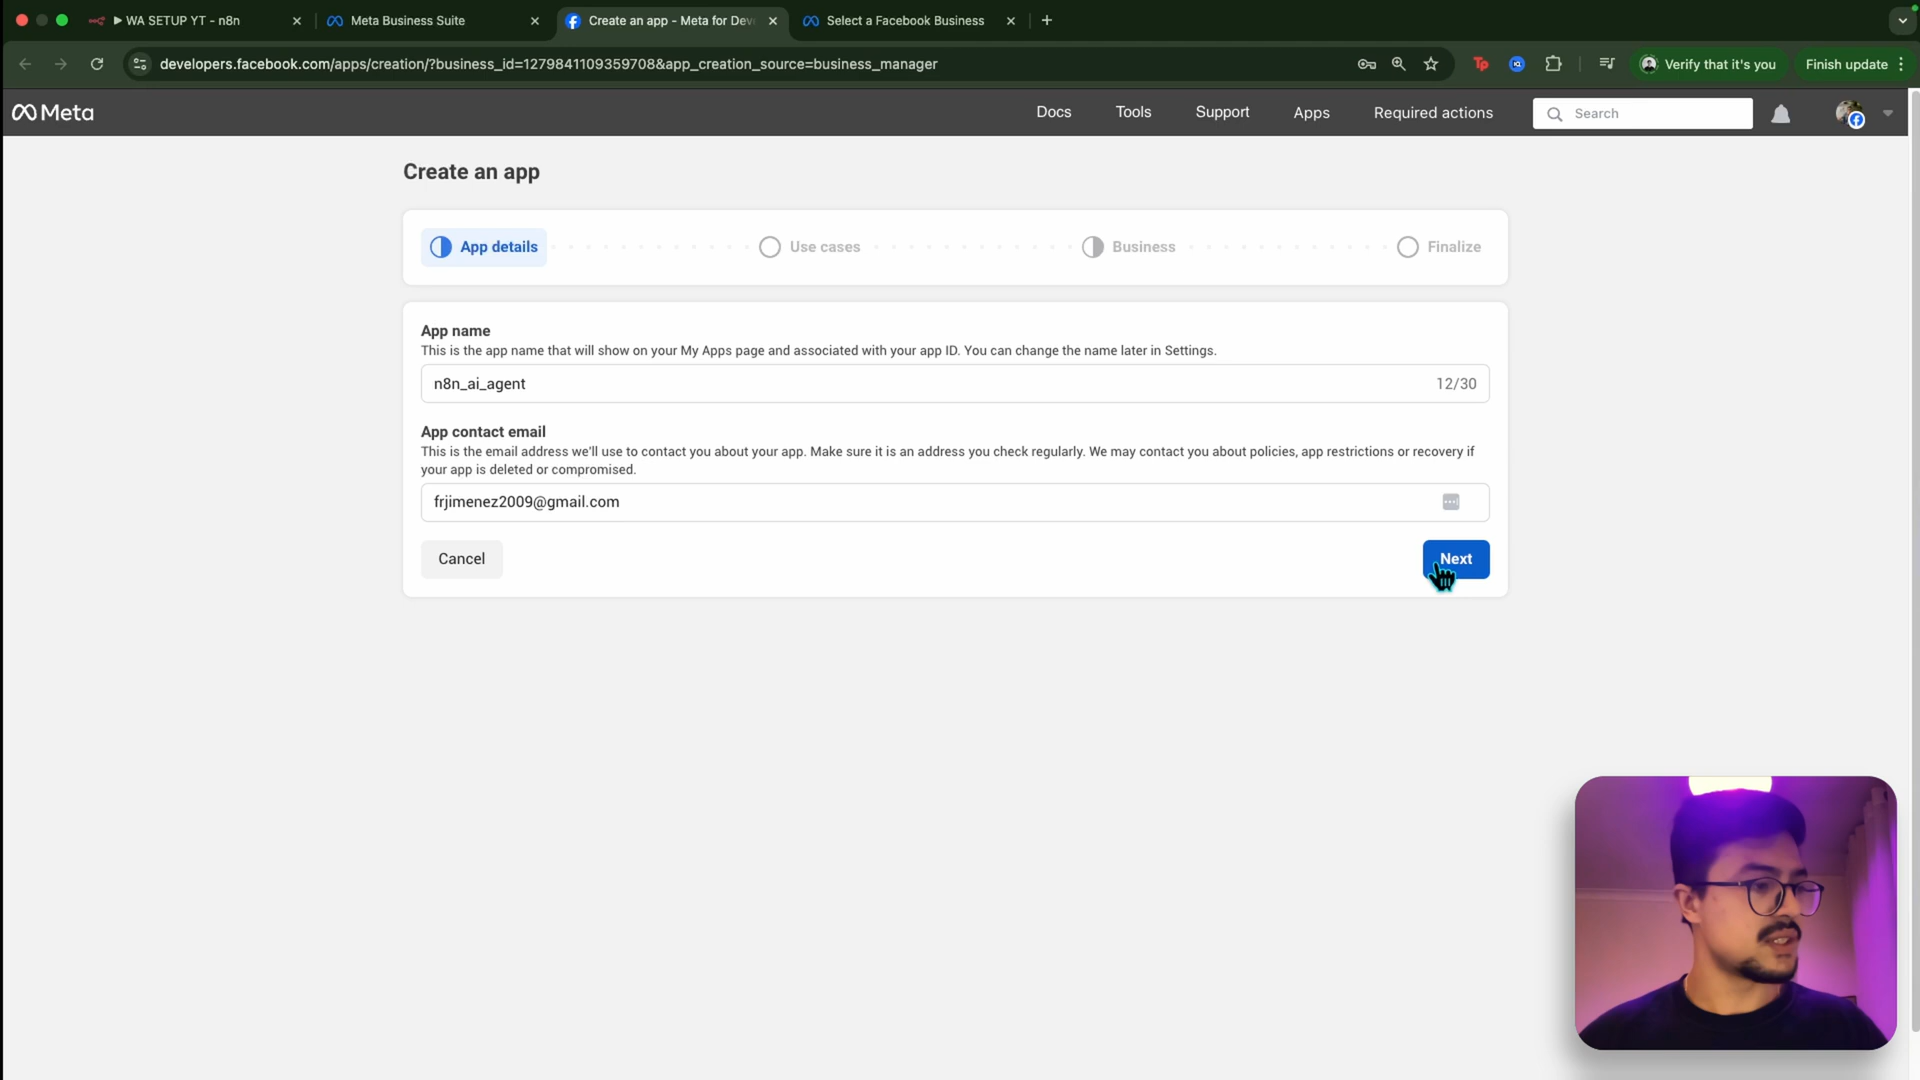 WA SETUP YT - n8n
Meta Business Suite
Create an app - Meta for Dev
Select a Facebook Business
developers.facebook.com/apps/creation/?business_id=1279841109359708&app_creation_source=business_manager
Tp
Verify that it's you
Finish update
Meta
Docs
Tools
Support
Apps
Required actions
Search
Create an app
App details
Use cases
Business
Finalize
App name
This is the app name that will show on your My Apps page and associated with your app ID. You can change the name later in Settings.
n8n_ai_agent
12/30
App contact email
This is the email address we'll use to contact you about your app. Make sure it is an address you check regularly. We may contact you about policies, app restrictions or recovery if
your app is deleted or compromised.
frjimenez2009@gmail.com
Cancel
Next